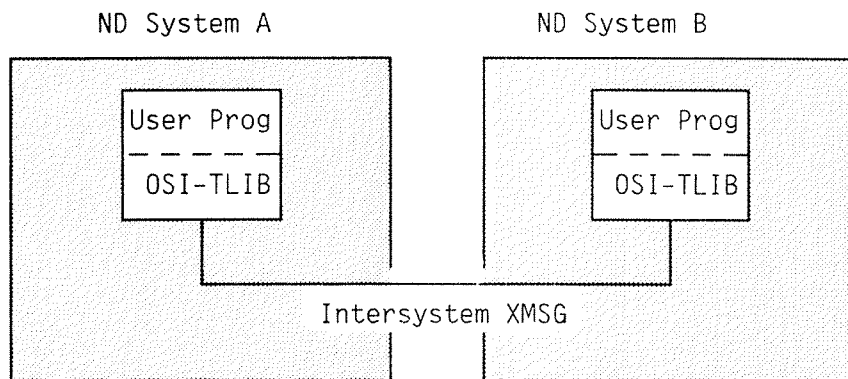 ND System A
ND System B
User Prog
OSI-TLIB
User Prog
OSI-TLIB
Intersystem XMSG